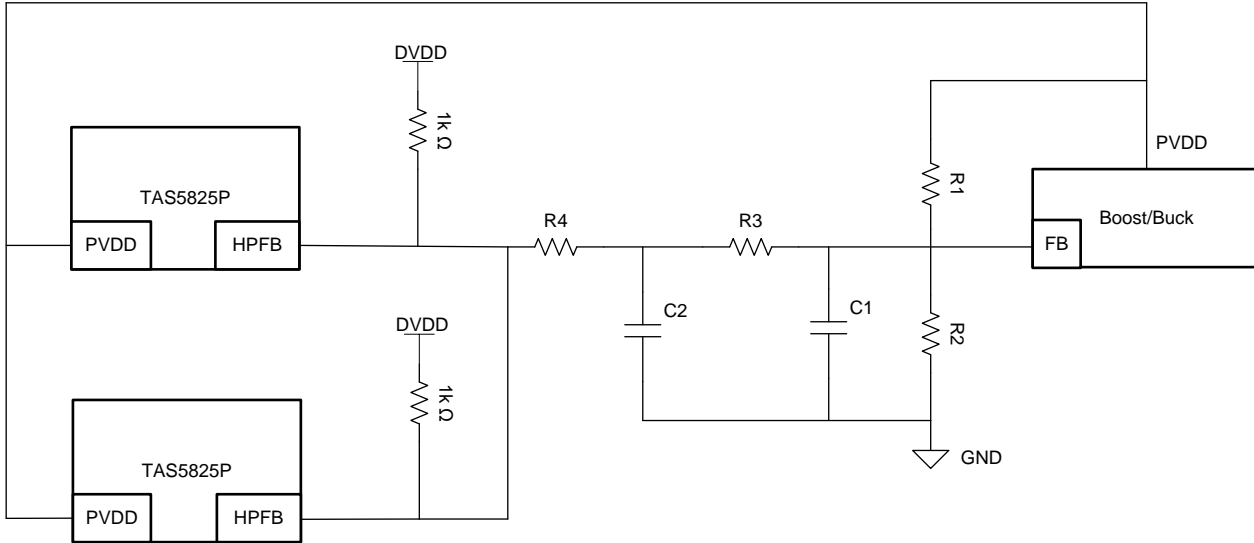 DVDD
1k Ω
TAS5825P
PVDD
HPFB
R4
R3
R1
PVDD
Boost/Buck
FB
C2
C1
R2
GND
DVDD
1k Ω
TAS5825P
PVDD
HPFB